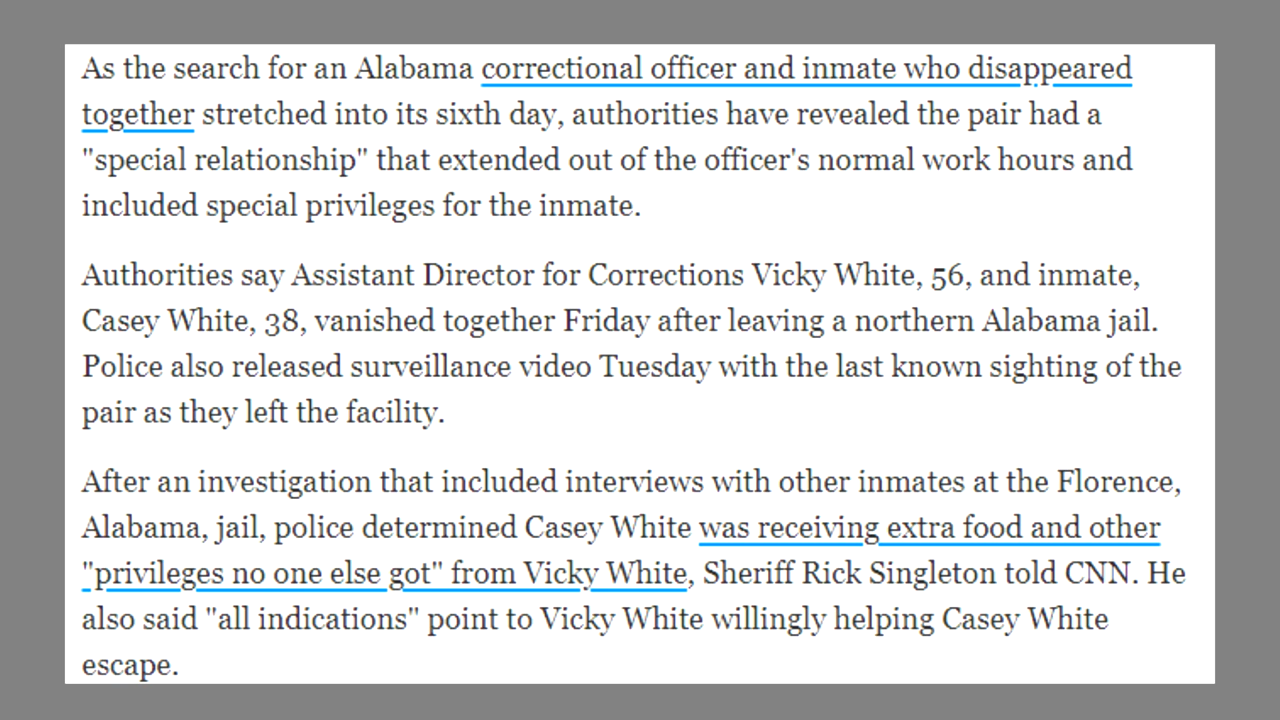 As the search for an Alabama correctional officer and inmate who disappeared
together stretched into its sixth day, authorities have revealed the pair had a
"special relationship" that extended out of the officer's normal work hours and
included special privileges for the inmate.
Authorities say Assistant Director for Corrections Vicky White, 56, and inmate,
Casey White, 38, vanished together Friday after leaving a northern Alabama jail.
Police also released surveillance video Tuesday with the last known sighting of the
pair as they left the facility.
After an investigation that included interviews with other inmates at the Florence,
Alabama, jail, police determined Casey White was receiving extra food and other
"privileges no one else got" from Vicky White, Sheriff Rick Singleton told CNN. He
also said "all indications" point to Vicky White willingly helping Casey White
escape.